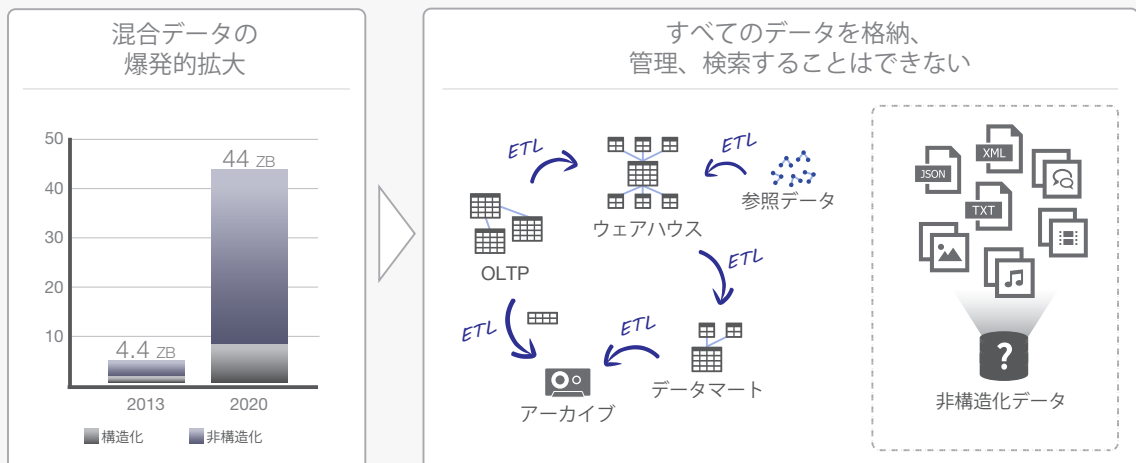 混合データの
爆発的拡大
50
40
30
20
10
44 ZB
4.4 ZB
2013
2020
構造化
非構造化
すべてのデータを格納、
管理、検索することはできない
ETL
ETL
ETL
ETL
ETL
OLTP
ウェアハウス
参照データ
データマート
アーカイブ
JSON
XML
TXT
?
非構造化データ